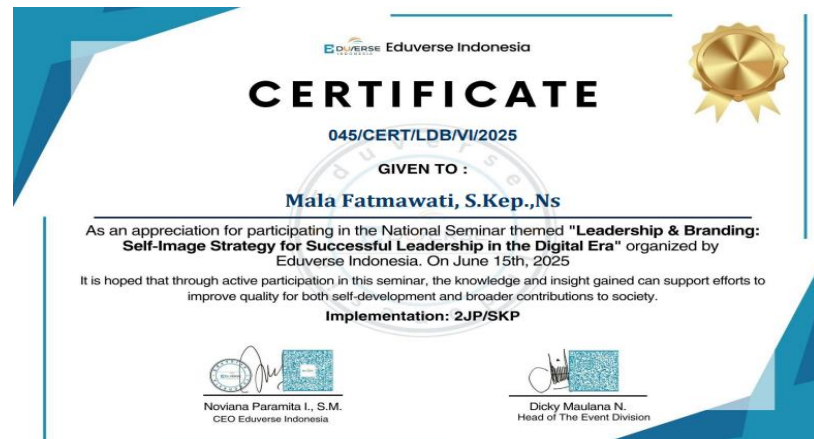 EDUVERSE Eduverse Indonesia
INDONESIA
CERTIFICATE
045/CERT/LDB/VI/2025
GIVEN TO :
Mala Fatmawati, S.Kep.,Ns
As an appreciation for participating in the National Seminar themed "Leadership & Branding:
Self-Image Strategy for Successful Leadership in the Digital Era" organized by
Eduverse Indonesia. On June 15th, 2025
It is hoped that through active participation in this seminar, the knowledge and insight gained can support efforts to
improve quality for both self-development and broader contributions to society.
Implementation: 2JP/SKP
Noviana Paramita I., S.M.
CEO Eduverse Indonesia
Dicky Maulana N.
Head of The Event Division